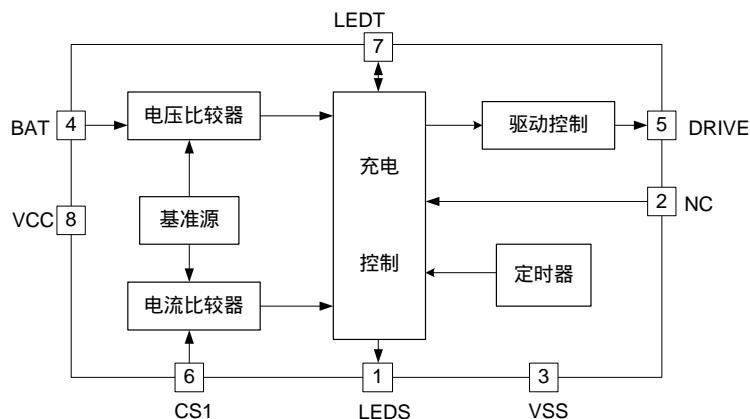 LEDT
7
BAT
4
电压比较器
驱动控制
5
DRIVE
充电
2
NC
VCC
8
基准源
控制
定时器
电流比较器
6
1
3
CS1
LEDS
VSS